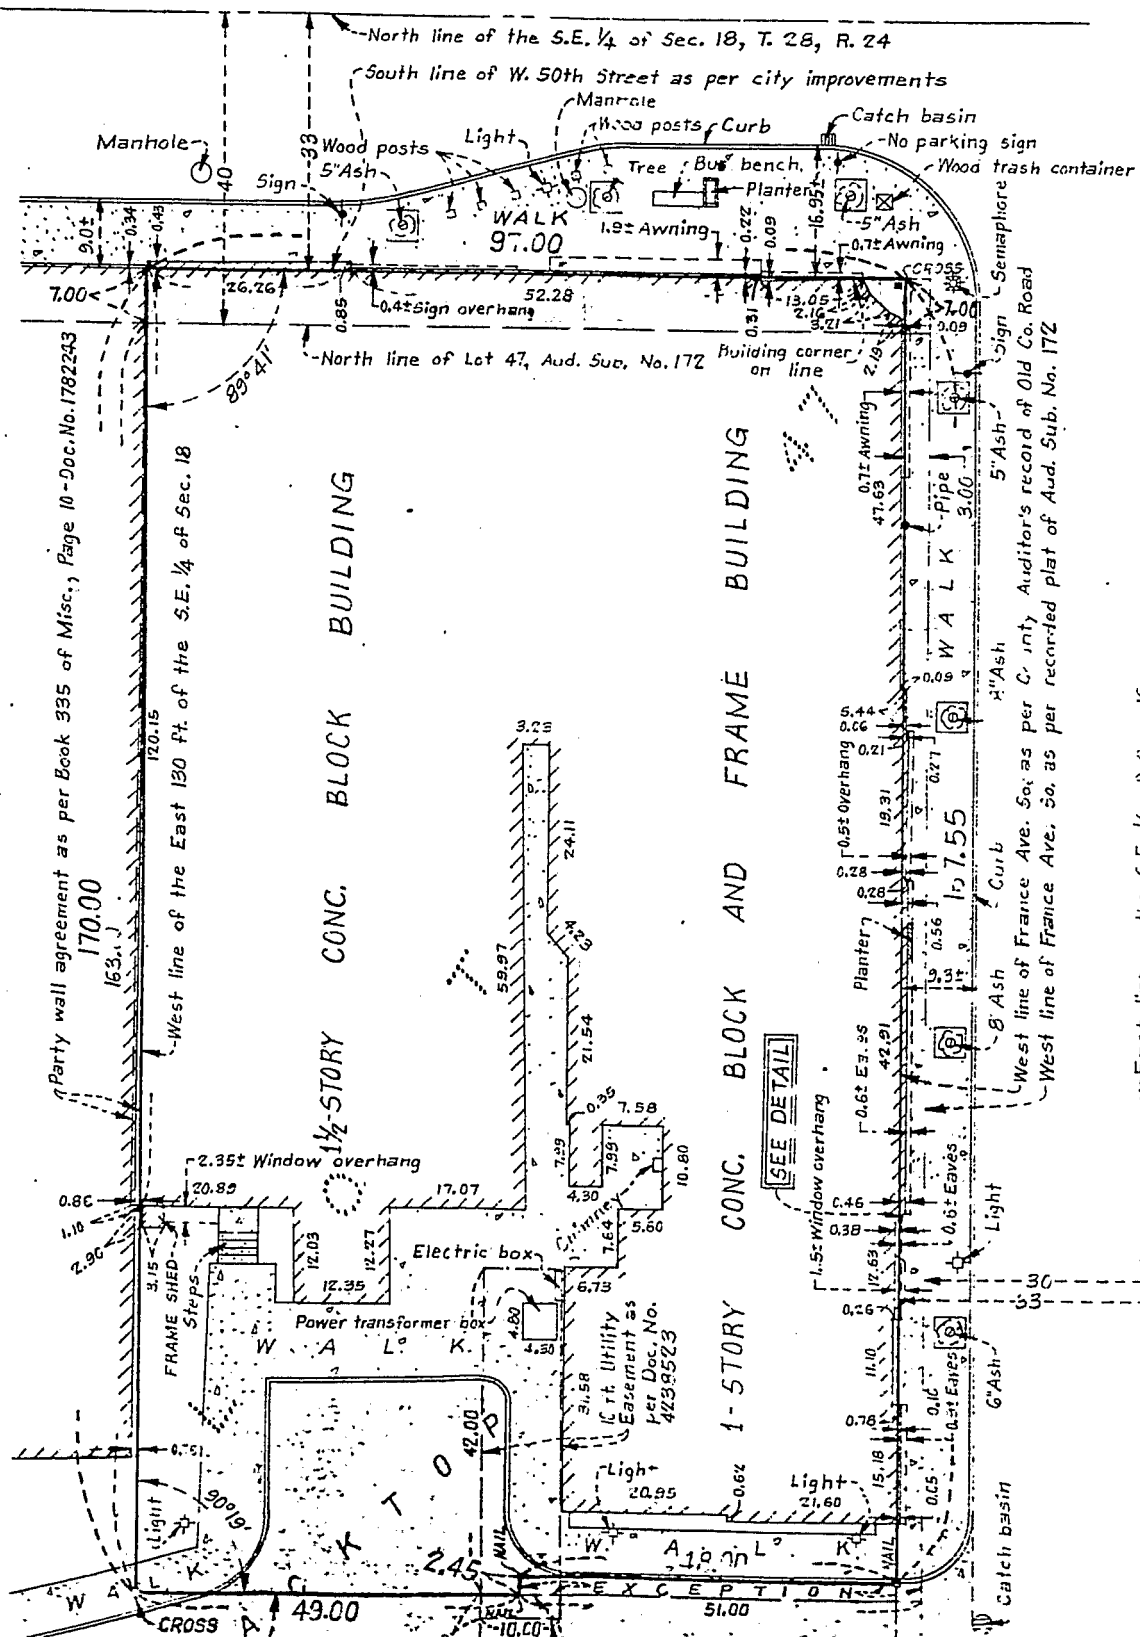 North line of the S.E. ¼ of Sec. 18, T. 28, R. 24
South line of W. 50th Street as per city improvements
Manhole
Catch basin
Wood posts
Curb
No parking sign
Manhole
Wood posts
Light
5" Ash
Tree
Bus bench
Wood trash container
Sign
Planter
40
33
16.95±
5" Ash
Semaphore
WALK
97.00
1.9± Awning
0.22
0.09
0.7± Awning
CROSS
9.0±
0.34
0.43
7.00
26.26
0.85
0.4± Sign overhang
52.28
0.31
13.05
2.16
3.21
7.00
0.09
Sign
North line of Lot 47, Aud. Sub. No. 172
Building corner
on line
2.19
89°41'
47
0.7± Awning
47.63
Pipe
3.00
5" Ash
WALK
Party wall agreement as per Book 335 of Misc., Page 10-Doc. No. 1782243
170.00
120.15
West line of the East 130 ft. of the S.E. ¼ of Sec. 18
1½-STORY CONC. BLOCK BUILDING
1-STORY CONC. BLOCK AND FRAME BUILDING
West line of France Ave. So. as per County Auditor's record of Old Co. Road
West line of France Ave. So. as per recorded plat of Aud. Sub. No. 172
0.09
5.44
0.06
0.21
0.27
0.5± Overhang
19.31
0.28
0.28
Curb
3.23
24.11
4.23
59.97
21.54
0.35
7.58
7.99
7.99
4.30
10.80
5.60
7.64
Chimney
Planter
0.56
9.3±
8" Ash
0.6± Eaves
42.91
SEE DETAIL
1.5± Window overhang
0.46
0.38
0.6± Eaves
Light
12.63
30
33
0.26
2.35± Window overhang
20.89
17.07
1.10
2.90
3.15
FRAME SHED
Steps
12.03
12.27
12.35
Electric box
6.73
Power transformer box
4.80
4.30
WALK
10 ft. Utility
Easement as
per Doc. No.
4239523
31.58
42.00
11.10
0.78
0.9± Eaves
6" Ash
15.18
Light
20.95
0.62
Light
21.60
WALK
90°19'
Light
WALK
CROSS
49.00
2.45
NAIL
NAIL
10.00
EXCEPTION
51.00
NAIL
Catch basin